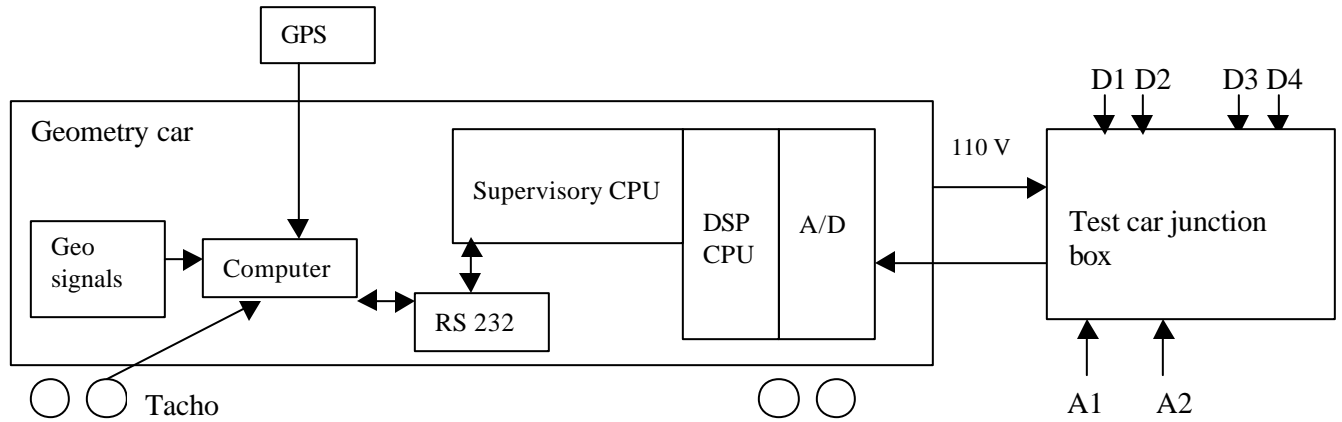 GPS
D1 D2 D3 D4
Geometry car
110 V
Supervisory CPU
DSP
CPU
A/D
Test car junction
box
Geo
signals
Computer
RS 232
Tacho
A1 A2